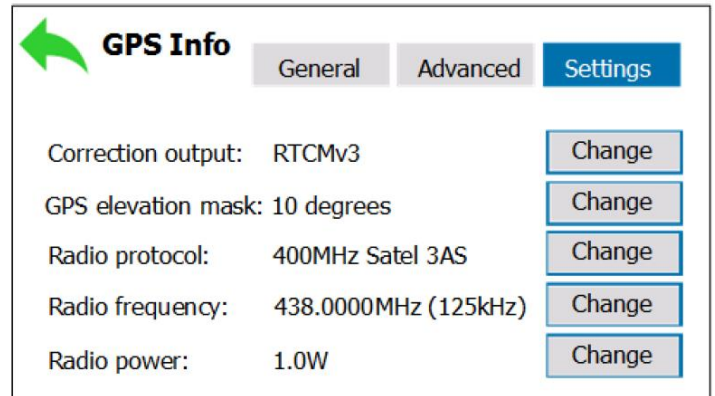 GPS Info
General Advanced Settings
Correction output: RTCMv3 Change
GPS elevation mask: 10 degrees Change
Radio protocol: 400MHz Satel 3AS Change
Radio frequency: 438.0000MHz (125kHz) Change
Radio power: 1.0W Change